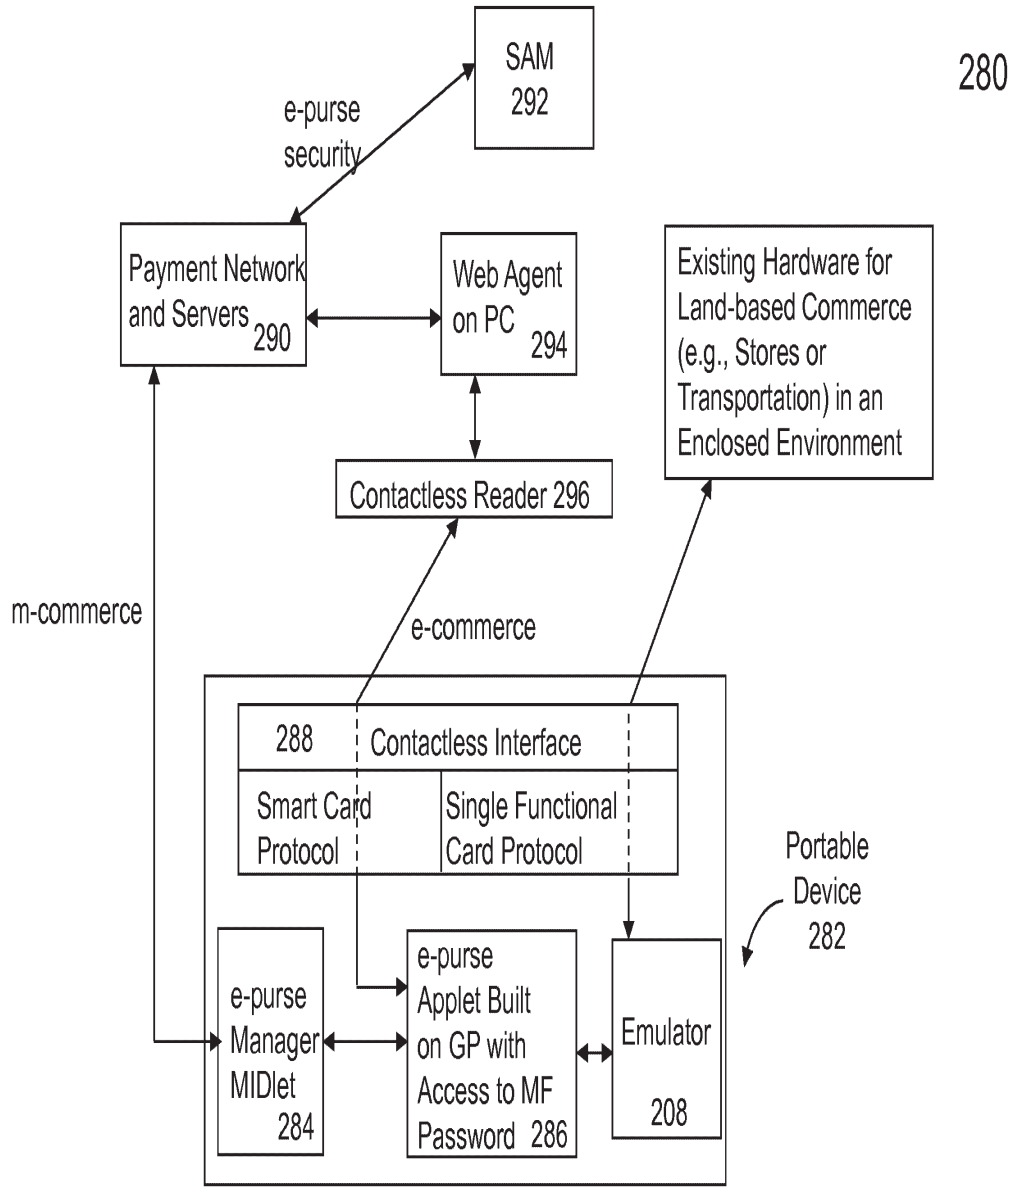 SAM
292
280
e-purse
security
Payment Network
and Servers
290
Web Agent
on PC
294
Existing Hardware for
Land-based Commerce
(e.g., Stores or
Transportation) in an
Enclosed Environment
Contactless Reader 296
m-commerce
e-commerce
288 Contactless Interface
Smart Card
Protocol
Single Functional
Card Protocol
Portable
Device
282
e-purse
Manager
MIDlet
284
e-purse
Applet Built
on GP with
Access to MF
Password 286
Emulator
208